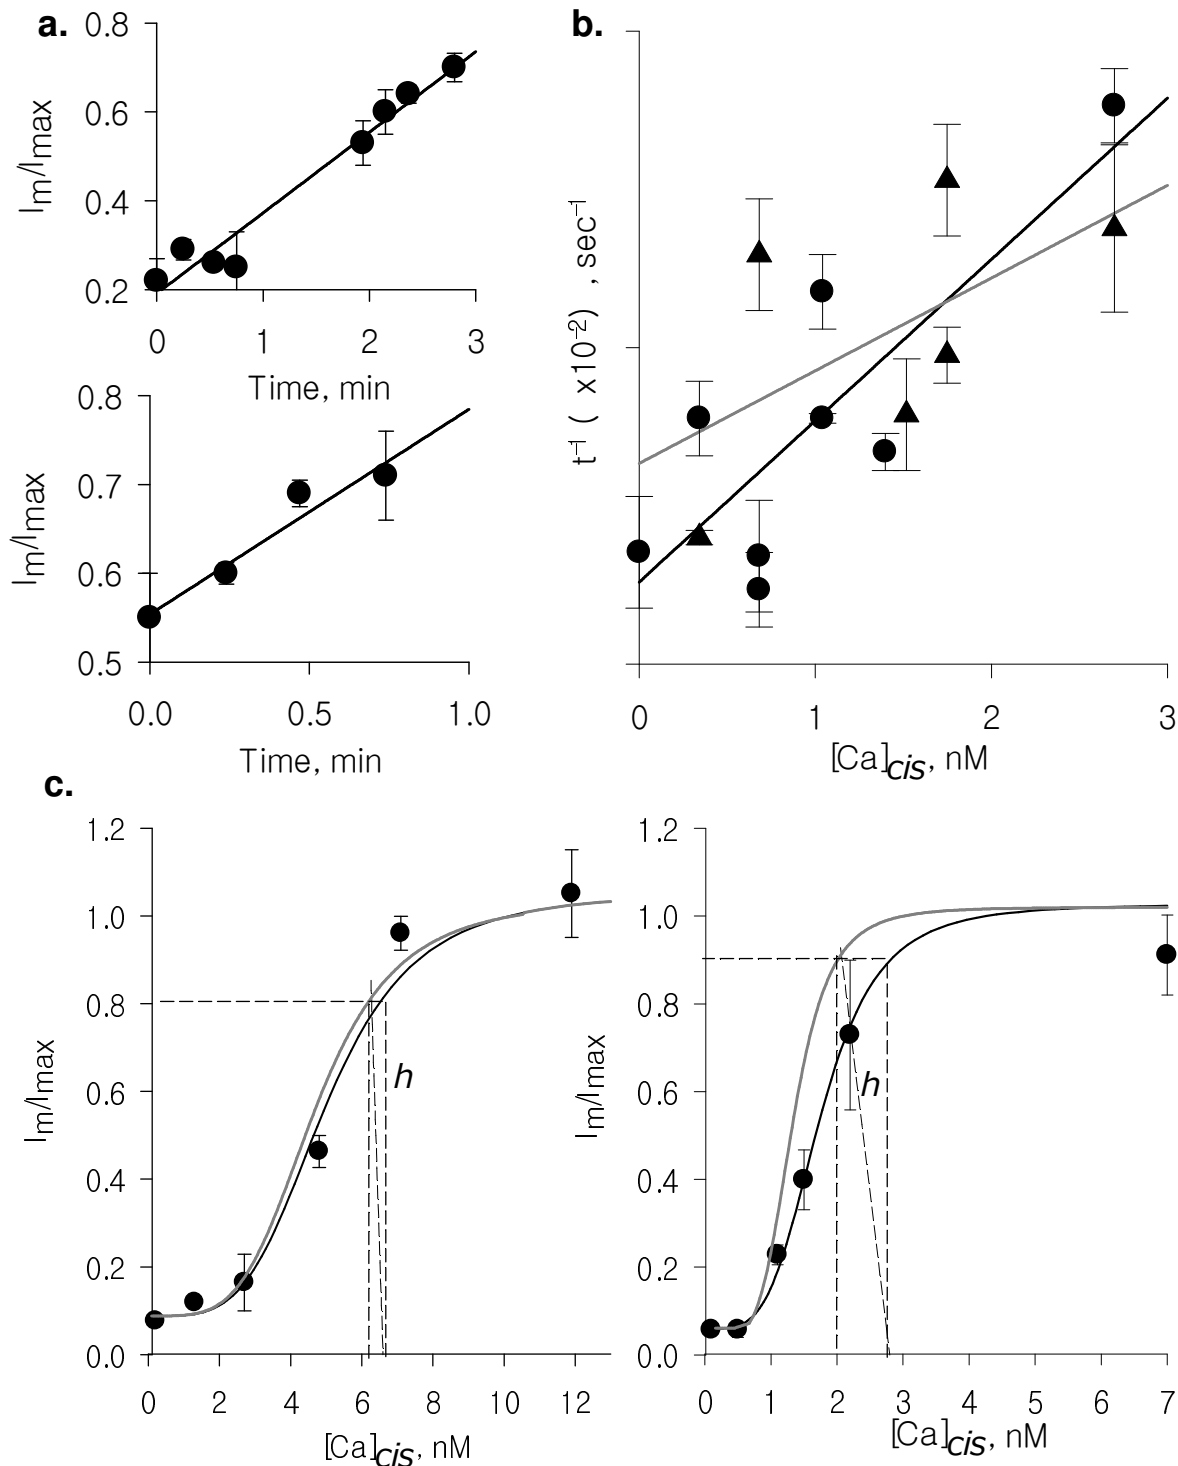 a.
0.8
0.6
0.4
0.2
Im/Imax
0 1 2 3
Time, min
0.8
0.7
0.6
0.5
Im/Imax
0.0 0.5 1.0
Time, min
b.
t⁻¹ ( x10⁻²) , sec⁻¹
0 1 2 3
[Ca]cis, nM
c.
1.2
1.0
0.8
0.6
0.4
0.2
0.0
Im/Imax
h
0 2 4 6 8 10 12
[Ca]cis, nM
1.2
1.0
0.8
0.6
0.4
0.2
0.0
Im/Imax
h
0 1 2 3 4 5 6 7
[Ca]cis, nM